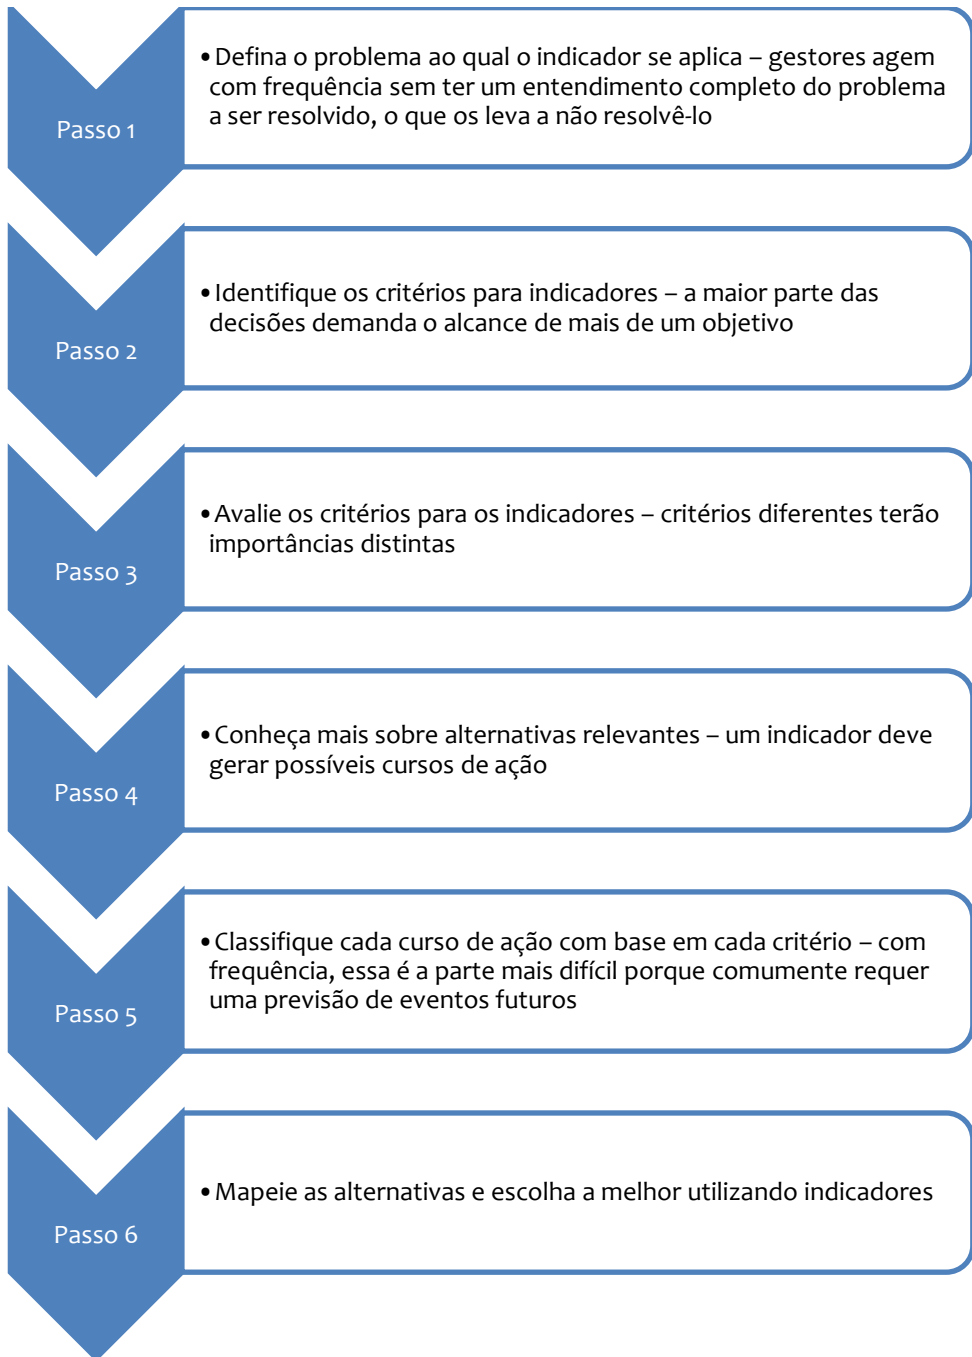 Passo 1
•Defina o problema ao qual o indicador se aplica – gestores agem
com frequência sem ter um entendimento completo do problema
a ser resolvido, o que os leva a não resolvê-lo
Passo 2
•Identifique os critérios para indicadores – a maior parte das
decisões demanda o alcance de mais de um objetivo
Passo 3
•Avalie os critérios para os indicadores – critérios diferentes terão
importâncias distintas
Passo 4
•Conheça mais sobre alternativas relevantes – um indicador deve
gerar possíveis cursos de ação
Passo 5
•Classifique cada curso de ação com base em cada critério – com
frequência, essa é a parte mais difícil porque comumente requer
uma previsão de eventos futuros
Passo 6
•Mapeie as alternativas e escolha a melhor utilizando indicadores